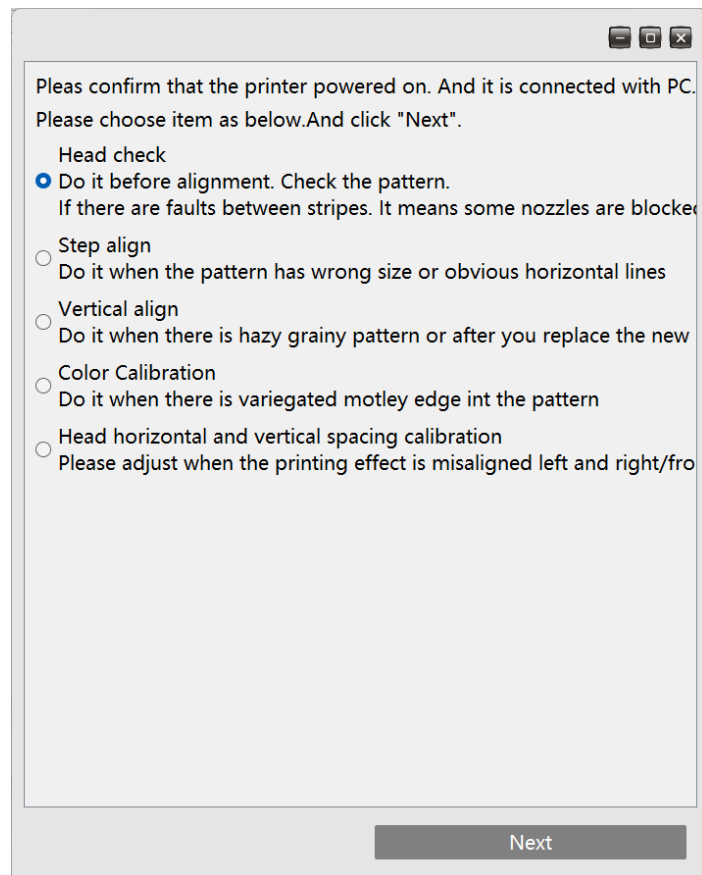 Pleas confirm that the printer powered on. And it is connected with PC.
Please choose item as below.And click "Next".
Head check
Do it before alignment. Check the pattern.
If there are faults between stripes. It means some nozzles are blocked
Step align
Do it when the pattern has wrong size or obvious horizontal lines
Vertical align
Do it when there is hazy grainy pattern or after you replace the new
Color Calibration
Do it when there is variegated motley edge int the pattern
Head horizontal and vertical spacing calibration
Please adjust when the printing effect is misaligned left and right/fro
Next